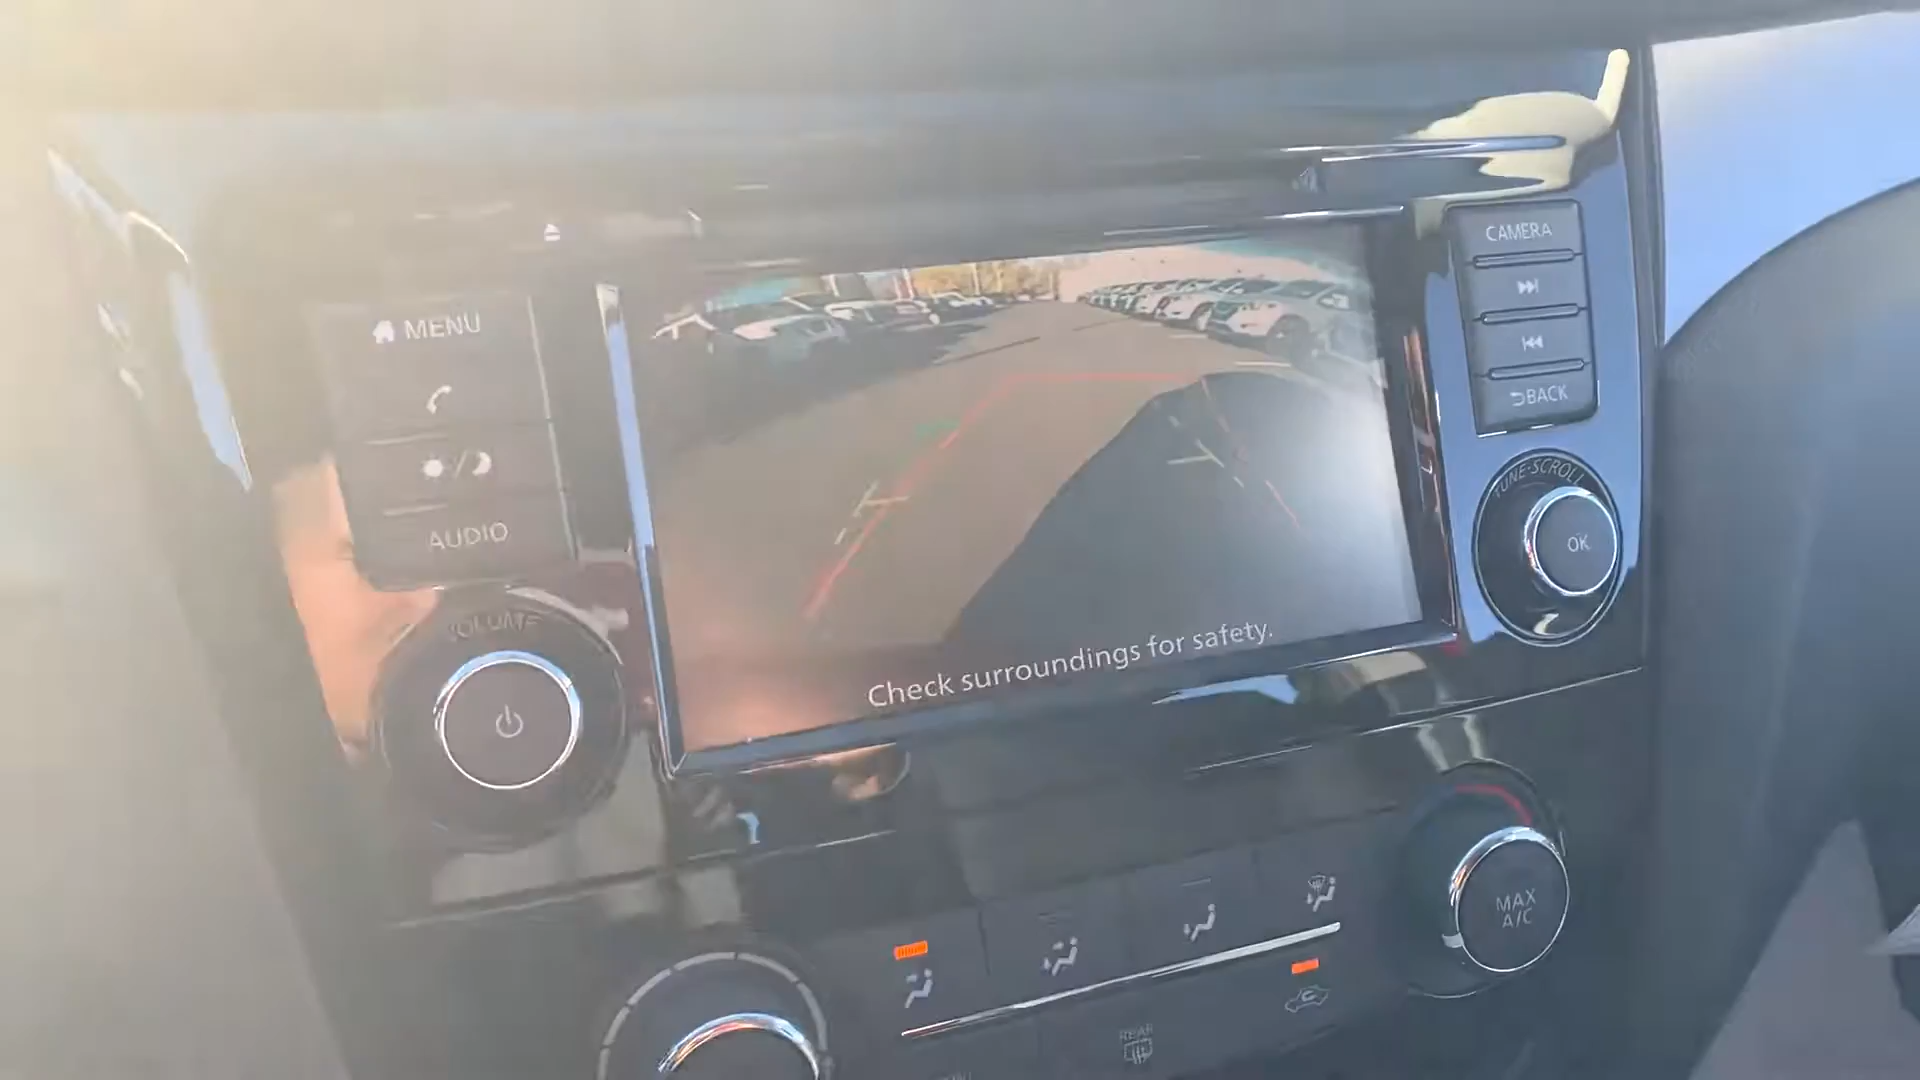 MENU
AUDIO
VOLUME
Check surroundings for safety.
CAMERA
BACK
TUNE·SCROLL
OK
MAX
A/C
REAR